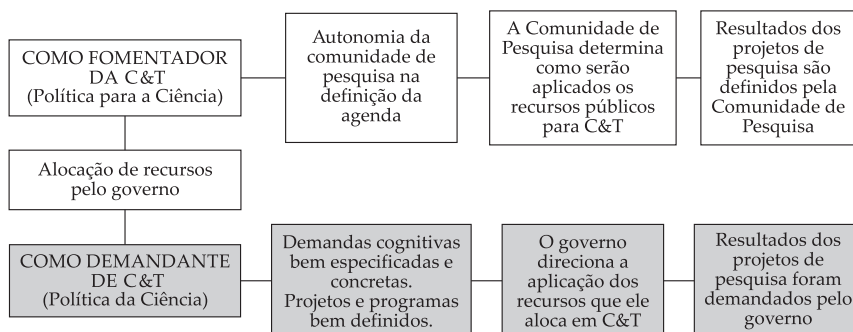 COMO FOMENTADOR
DA C&T
(Política para a Ciência)
Autonomia da
comunidade de
pesquisa na
definição da
agenda
A Comunidade de
Pesquisa determina
como serão
aplicados os
recursos públicos
para C&T
Resultados dos
projetos de
pesquisa são
definidos pela
Comunidade de
Pesquisa
Alocação de recursos
pelo governo
COMO DEMANDANTE
DE C&T
(Política da Ciência)
Demandas cognitivas
bem especificadas e
concretas.
Projetos e programas
bem definidos.
O governo
direciona a
aplicação dos
recursos que ele
aloca em C&T
Resultados dos
projetos de
pesquisa foram
demandados pelo
governo